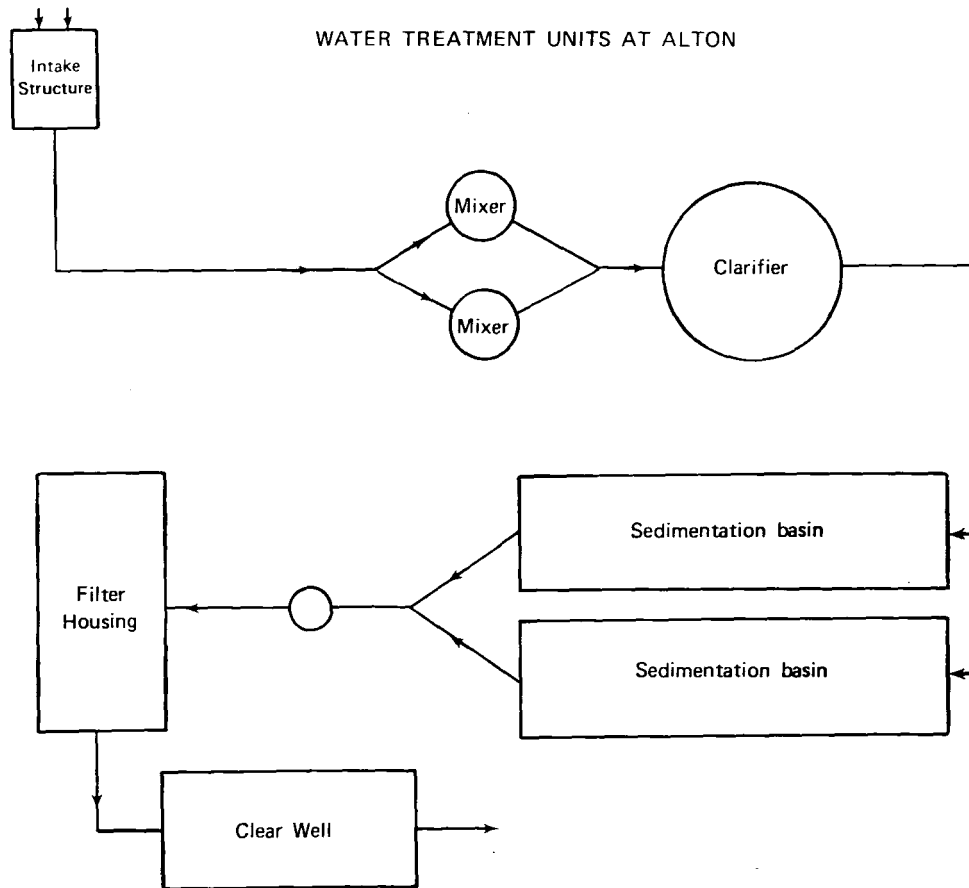 WATER TREATMENT UNITS AT ALTON
Intake
Structure
Mixer
Mixer
Clarifier
Sedimentation basin
Sedimentation basin
Filter
Housing
Clear Well